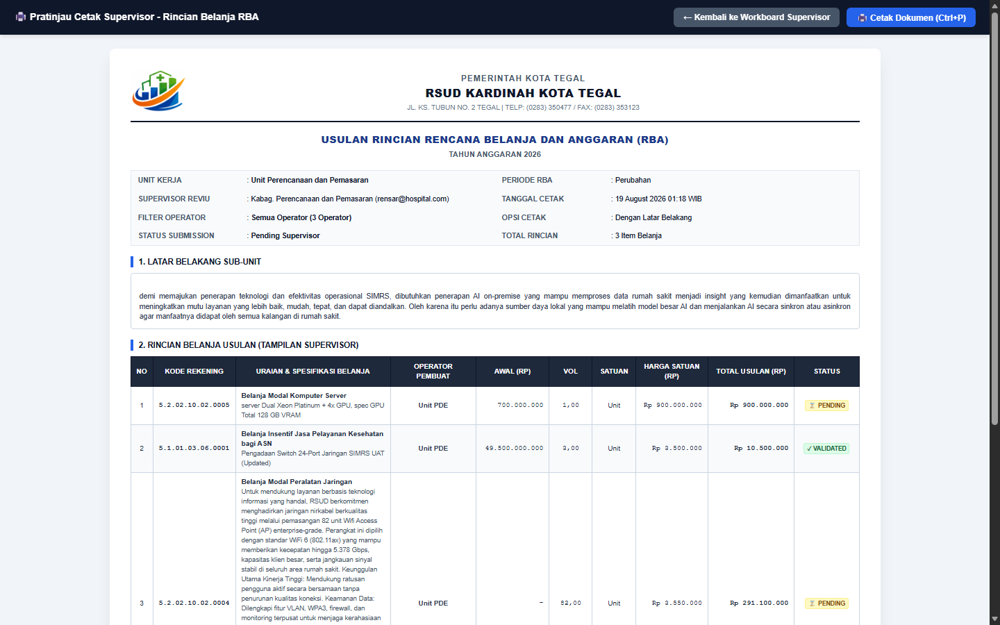 Pratinjau Cetak Supervisor - Rincian Belanja RBA
← Kembali ke Workboard Supervisor
Cetak Dokumen (Ctrl+P)
PEMERINTAH KOTA TEGAL
RSUD KARDINAH KOTA TEGAL
JL. KS. TUBUN NO. 2 TEGAL | TELP: (0283) 350477 / FAX: (0283) 353123
USULAN RINCIAN RENCANA BELANJA DAN ANGGARAN (RBA)
TAHUN ANGGARAN 2026
UNIT KERJA : Unit Perencanaan dan Pemasaran PERIODE RBA : Perubahan
SUPERVISOR REVIU : Kabag. Perencanaan dan Pemasaran (rensar@hospital.com) TANGGAL CETAK : 19 August 2026 01:18 WIB
FILTER OPERATOR : Semua Operator (3 Operator) OPSI CETAK : Dengan Latar Belakang
STATUS SUBMISSION : Pending Supervisor TOTAL RINCIAN : 3 Item Belanja
1. LATAR BELAKANG SUB-UNIT
demi memajukan penerapan teknologi dan efektivitas operasional SIMRS, dibutuhkan penerapan AI on-premise yang mampu memproses data rumah sakit menjadi insight yang kemudian dimanfaatkan untuk
meningkatkan mutu layanan yang lebih baik, mudah, tepat, dan dapat diandalkan. Oleh karena itu perlu adanya sumber daya lokal yang mampu melatih model besar AI dan menjalankan AI secara sinkron atau asinkron
agar manfaatnya didapat oleh semua kalangan di rumah sakit.
2. RINCIAN BELANJA USULAN (TAMPILAN SUPERVISOR)
NO KODE REKENING URAIAN & SPESIFIKASI BELANJA OPERATOR PEMBUAT AWAL (RP) VOL SATUAN HARGA SATUAN (RP) TOTAL USULAN (RP) STATUS
1 5.2.02.10.02.0005 Belanja Modal Komputer Server
server Dual Xeon Platinum + 4x GPU, spec GPU
Total 128 GB VRAM
Unit PDE 700.000.000 1,00 Unit Rp 900.000.000 Rp 900.000.000 PENDING
2 5.1.01.03.06.0001 Belanja Insentif Jasa Pelayanan Kesehatan
bagi ASN
Pengadaan Switch 24-Port Jaringan SIMRS UAT
(Updated)
Unit PDE 49.500.000.000 3,00 Unit Rp 3.500.000 Rp 10.500.000 ✓ VALIDATED
3 5.2.02.10.02.0004 Belanja Modal Peralatan Jaringan
Untuk mendukung layanan berbasis teknologi
informasi yang handal, RSUD berkomitmen
menghadirkan jaringan nirkabel berkualitas
tinggi melalui pemasangan 82 unit Wifi Access
Point (AP) enterprise-grade. Perangkat ini dipilih
dengan standar WiFi 6 (802.11ax) yang mampu
memberikan kecepatan hingga 5.378 Gbps,
kapasitas klien besar, serta jangkauan sinyal
stabil di seluruh area rumah sakit. Keunggulan
Utama Kinerja Tinggi: Mendukung ratusan
pengguna aktif secara bersamaan tanpa
penurunan kualitas koneksi. Keamanan Data:
Dilengkapi fitur VLAN, WPA3, firewall, dan
monitoring terpusat untuk menjaga kerahasiaan
Unit PDE – 82,00 Unit Rp 3.550.000 Rp 291.100.000 PENDING